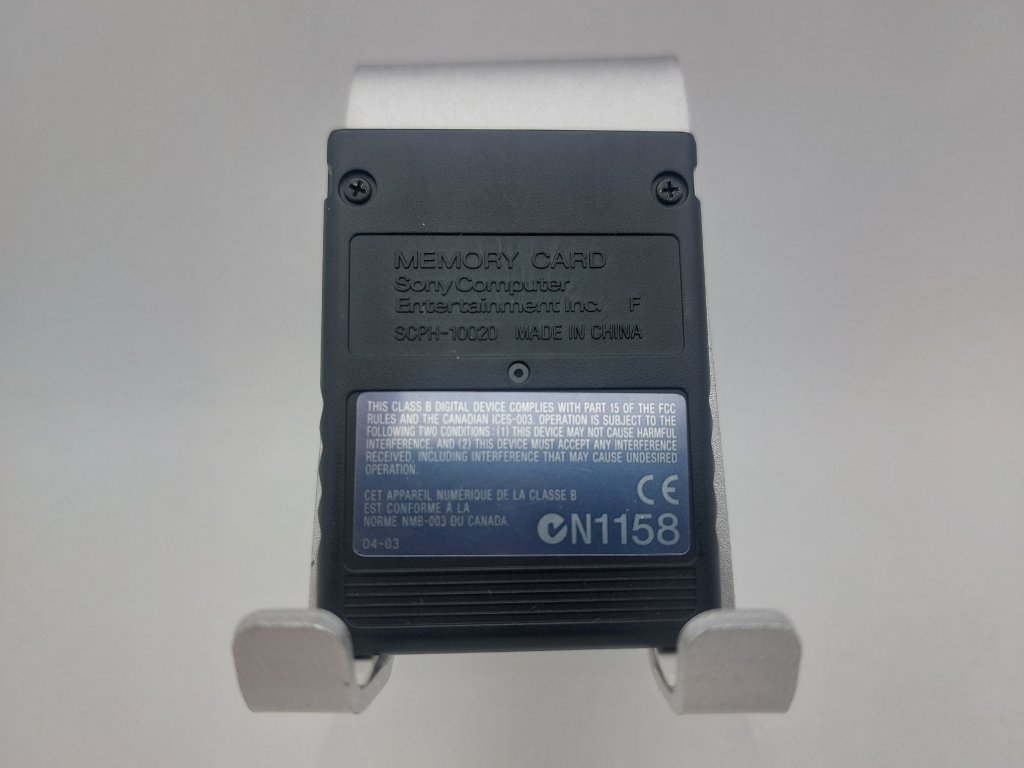 MEMORY CARD
Sony Computer
Entertainment Inc. F
SCPH-10020 MADE IN CHINA
THIS CLASS B DIGITAL DEVICE COMPLIES WITH PART 15 OF THE FCC
RULES AND THE CANADIAN ICES-003. OPERATION IS SUBJECT TO THE
FOLLOWING TWO CONDITIONS: (1) THIS DEVICE MAY NOT CAUSE HARMFUL
INTERFERENCE, AND (2) THIS DEVICE MUST ACCEPT ANY INTERFERENCE
RECEIVED, INCLUDING INTERFERENCE THAT MAY CAUSE UNDESIRED
OPERATION.
CET APPAREIL NUMÉRIQUE DE LA CLASSE B
EST CONFORME À LA
NORME NMB-003 DU CANADA.
CE
N1158
04-03